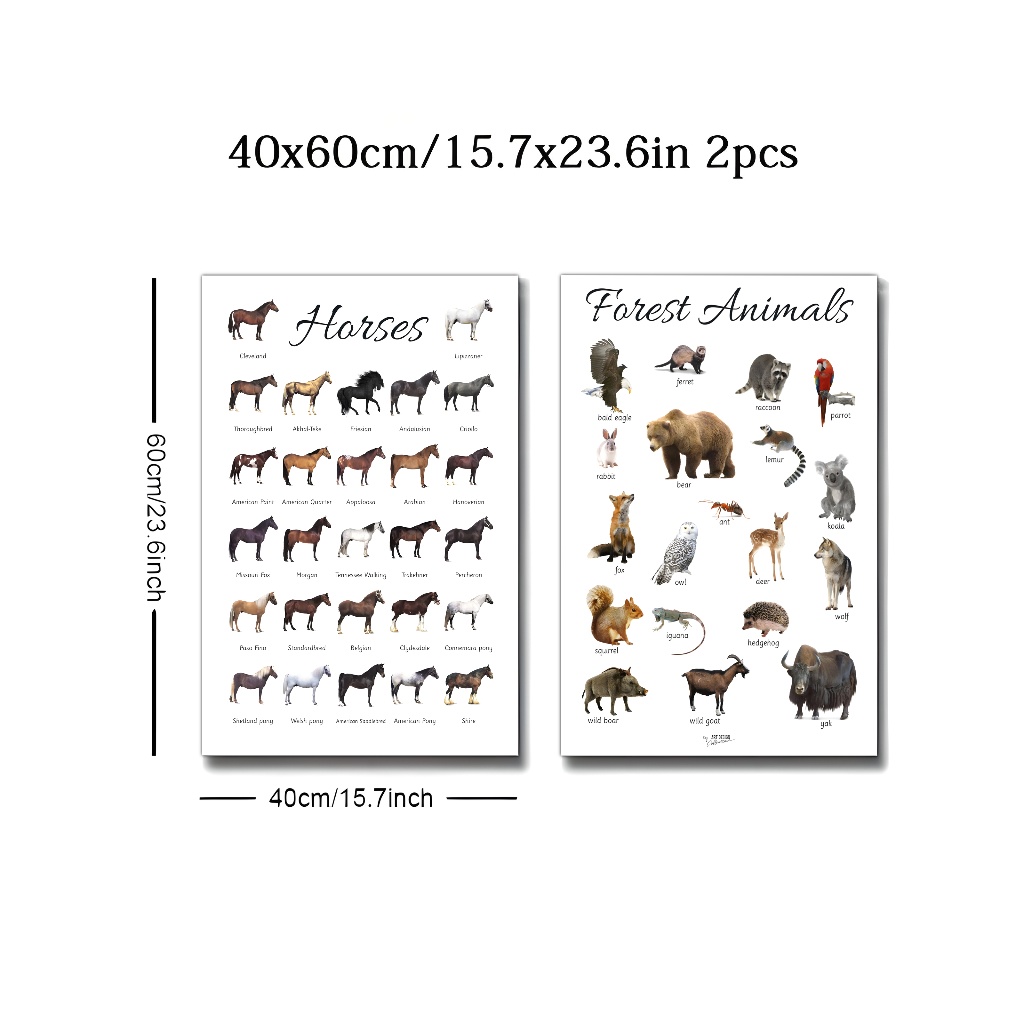 40x60cm/15.7x23.6in 2pcs
60cm/23.6inch
40cm/15.7inch
Horses
Cleveland
Lipizzaner
Thoroughbred Akhal-Teke Friesian Andalusian Criollo
American Paint American Quarter Appaloosa Arabian Hanoverian
Missouri Fox Morgan Tennessee Walking Trakehner Percheron
Paso Fino Standardbred Belgian Clydesdale Connemara pony
Shetland pony Welsh pony American Saddlebred American Pony Shire
Forest Animals
bald eagle
ferret
raccoon
parrot
rabbit
bear
lemur
koala
fox
owl
ant
deer
wolf
squirrel
iguana
hedgehog
wild boar
wild goat
yak
ART DESIGN